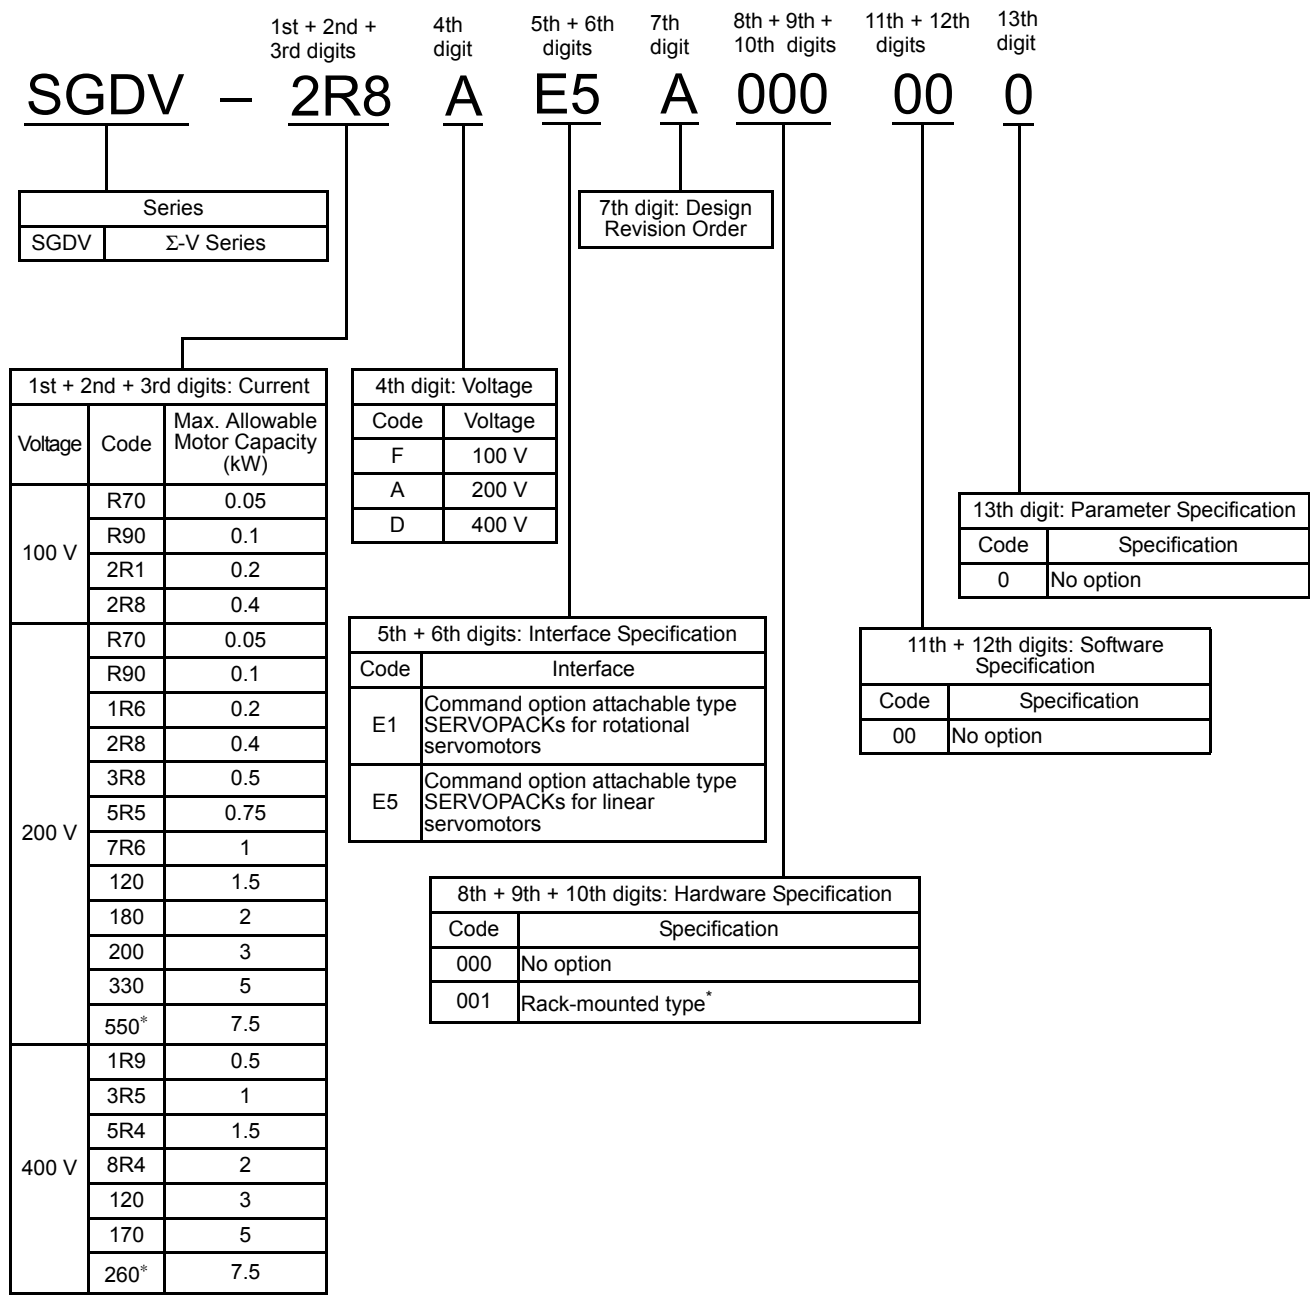 1st + 2nd + 3rd digits
4th digit
5th + 6th digits
7th digit
8th + 9th + 10th digits
11th + 12th digits
13th digit
SGDV – 2R8 A E5 A 000 00 0
Series
SGDV Σ-V Series
7th digit: Design
Revision Order
1st + 2nd + 3rd digits: Current
Voltage Code Max. Allowable Motor Capacity (kW)
100 V
R70 0.05
R90 0.1
2R1 0.2
2R8 0.4
200 V
R70 0.05
R90 0.1
1R6 0.2
2R8 0.4
3R8 0.5
5R5 0.75
7R6 1
120 1.5
180 2
200 3
330 5
550* 7.5
400 V
1R9 0.5
3R5 1
5R4 1.5
8R4 2
120 3
170 5
260* 7.5
4th digit: Voltage
Code Voltage
F 100 V
A 200 V
D 400 V
5th + 6th digits: Interface Specification
Code Interface
E1 Command option attachable type
SERVOPACKs for rotational
servomotors
E5 Command option attachable type
SERVOPACKs for linear
servomotors
8th + 9th + 10th digits: Hardware Specification
Code Specification
000 No option
001 Rack-mounted type*
11th + 12th digits: Software
Specification
Code Specification
00 No option
13th digit: Parameter Specification
Code Specification
0 No option